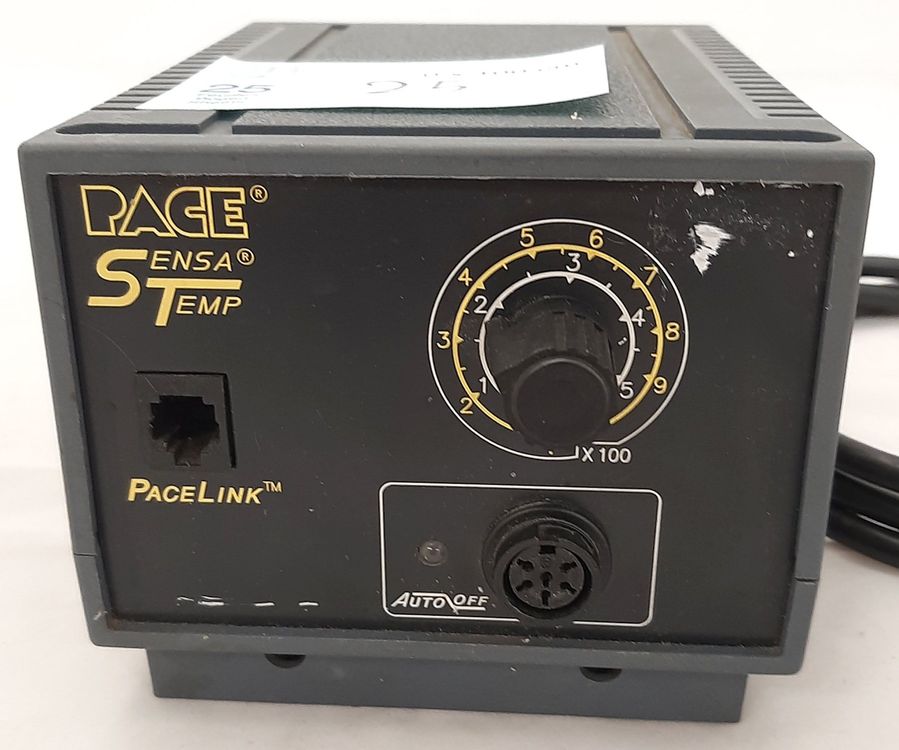 25
PACE®
SENSA®
TEMP
2 3 4 5 6 7 8 9
1 2 3 4 5
X 100
PACELINK™
AUTO OFF